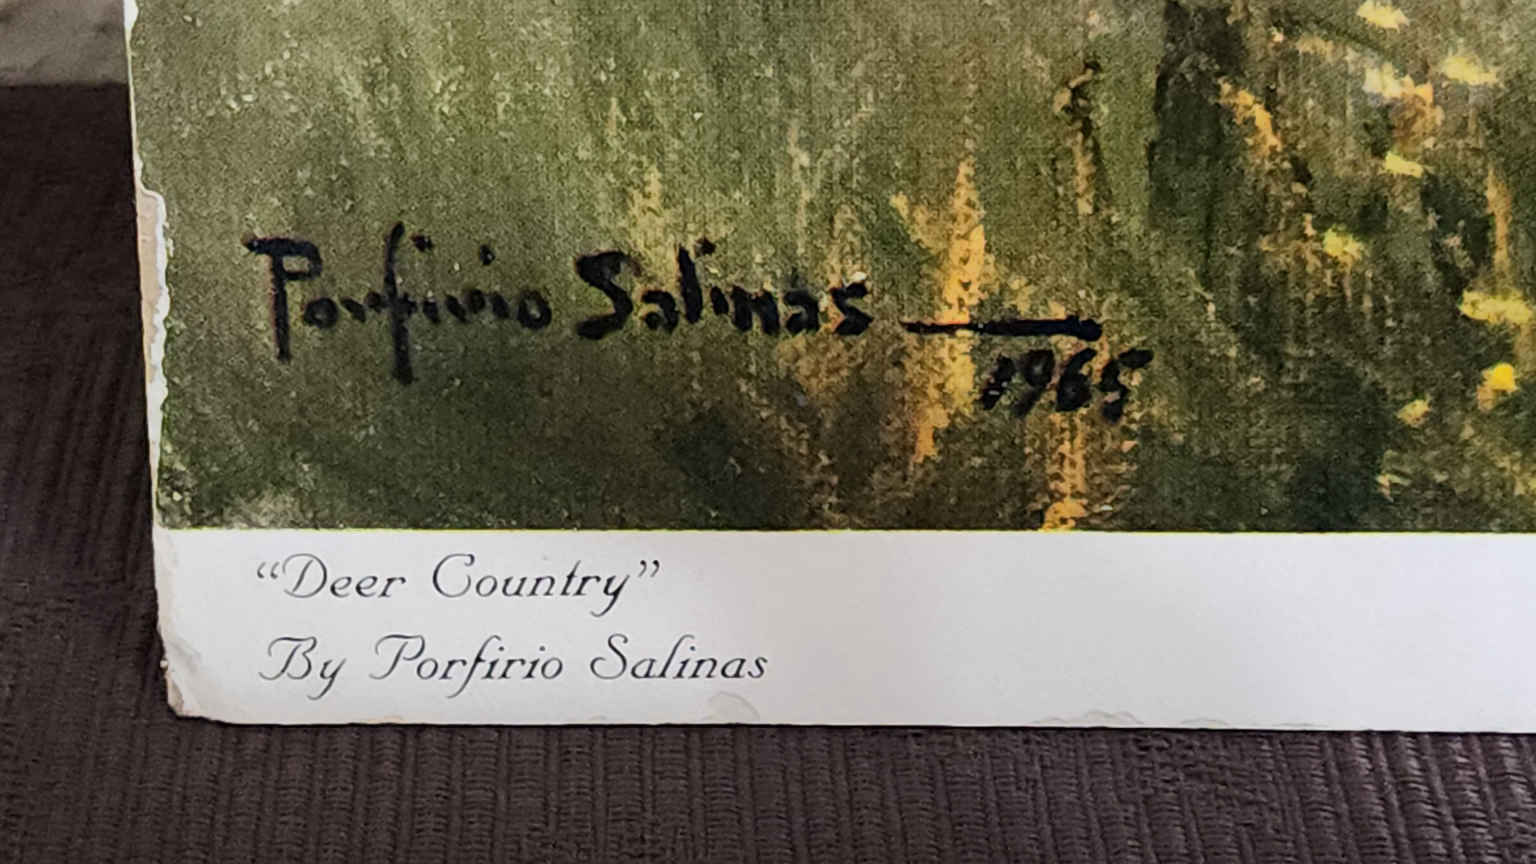 Porfirio Salinas
1965
“Deer Country”
By Porfirio Salinas